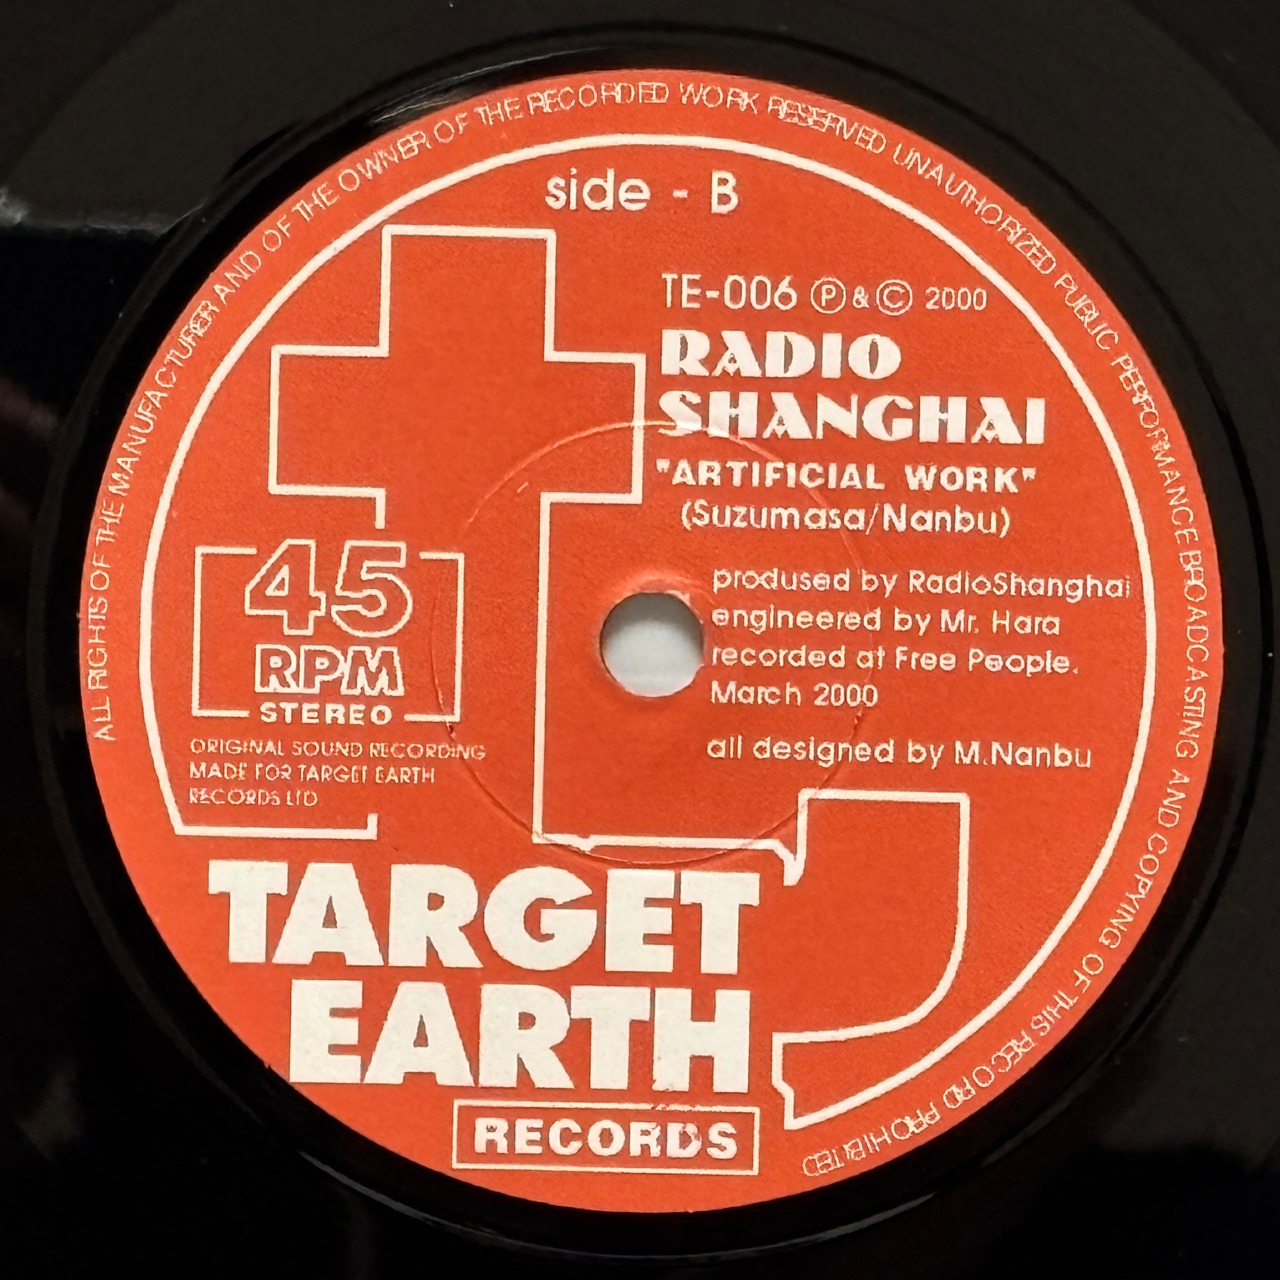 ALL RIGHTS OF THE MANUFACTURER AND OF THE OWNER OF THE RECORDED WORK RESERVED UNAUTHORIZED PUBLIC PERFORMANCE BROADCASTING AND COPYING OF THIS RECORD PROHIBITED
side - B
TE-006 Ⓟ & © 2000
RADIO
SHANGHAI
"ARTIFICIAL WORK"
(Suzumasa/Nanbu)
prodused by RadioShanghai
engineered by Mr. Hara
recorded at Free People.
March 2000
all designed by M.Nanbu
45
RPM
STEREO
ORIGINAL SOUND RECORDING
MADE FOR TARGET EARTH
RECORDS LTD
TARGET
EARTH
RECORDS